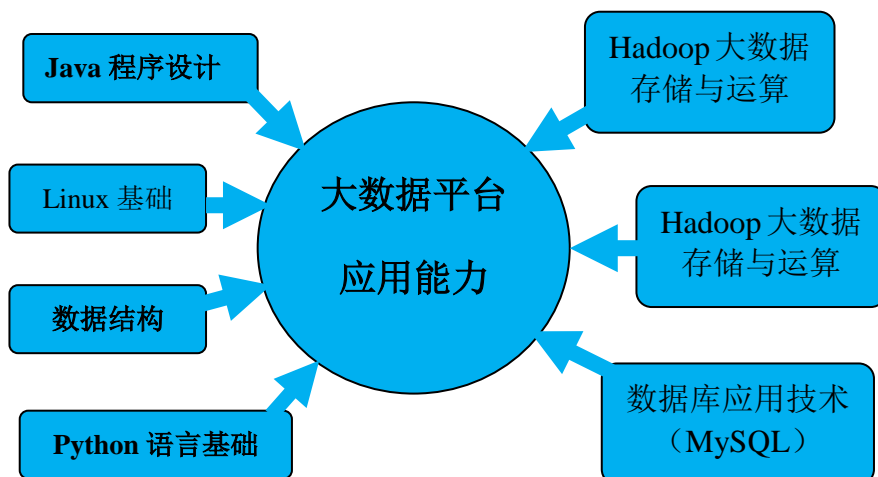 Java 程序设计
Linux 基础
数据结构
Python 语言基础
大数据平台
应用能力
Hadoop 大数据
存储与运算
Hadoop 大数据
存储与运算
数据库应用技术
（MySQL）